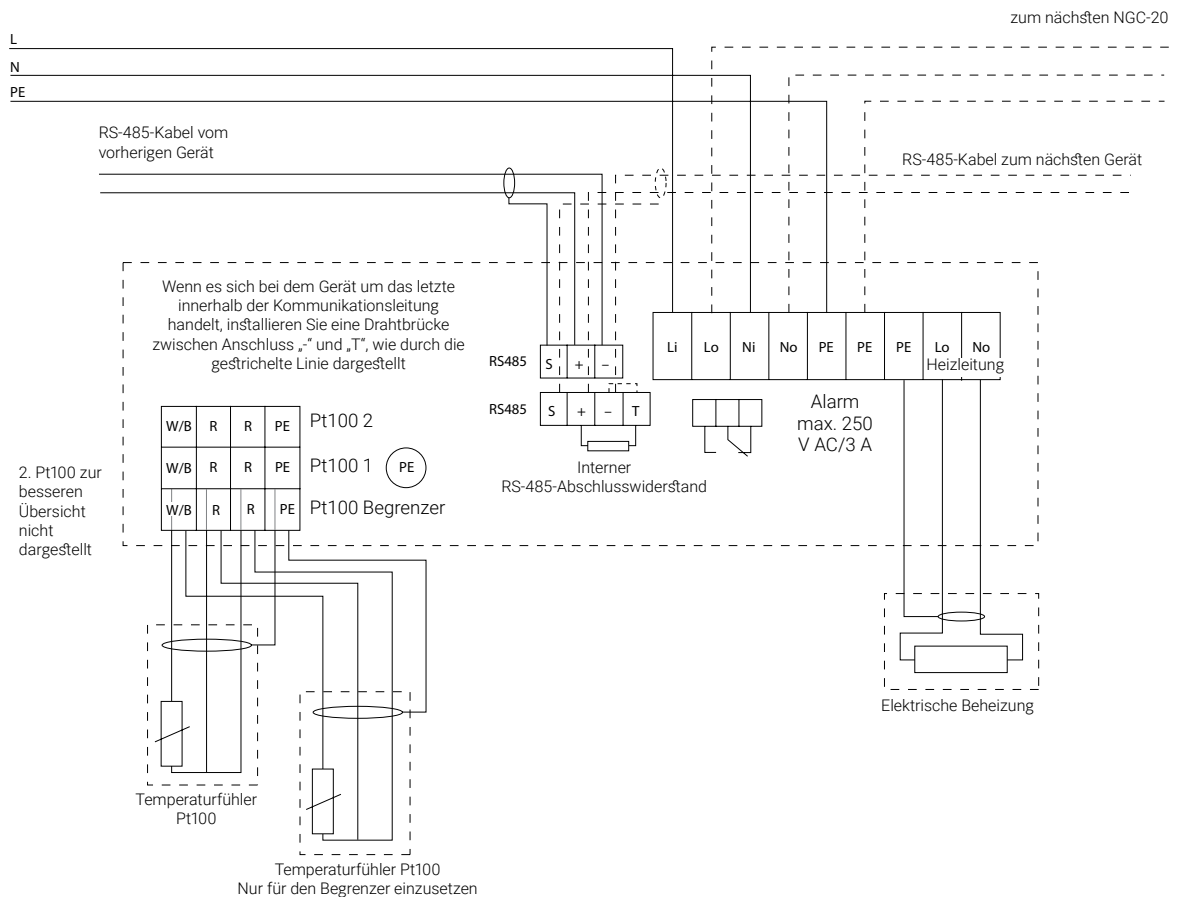 zum nächsten NGC-20
L
N
PE
RS-485-Kabel vom
vorherigen Gerät
RS-485-Kabel zum nächsten Gerät
Wenn es sich bei dem Gerät um das letzte
innerhalb der Kommunikationsleitung
handelt, installieren Sie eine Drahtbrücke
zwischen Anschluss „-“ und „T“, wie durch die
gestrichelte Linie dargestellt
RS485 S + –
RS485 S + – T
Interner
RS-485-Abschlusswiderstand
Li Lo Ni No PE PE PE Lo No
Heizleitung
Alarm
max. 250
V AC/3 A
W/B R R PE Pt100 2
W/B R R PE Pt100 1 PE
W/B R R PE Pt100 Begrenzer
2. Pt100 zur
besseren
Übersicht
nicht
dargestellt
Elektrische Beheizung
Temperaturfühler
Pt100
Temperaturfühler Pt100
Nur für den Begrenzer einzusetzen